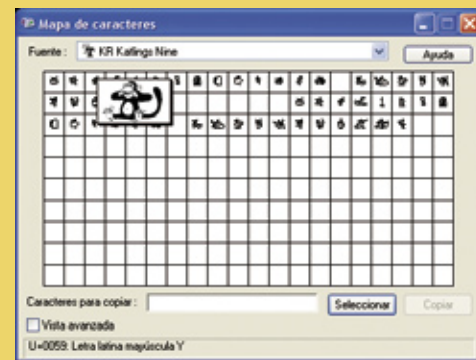 Mapa de caracteres
Fuente : KR Katlings Nine Ayuda
Caracteres para copiar : Seleccionar Copiar
Vista avanzada
U+0059: Letra latina mayúscula Y